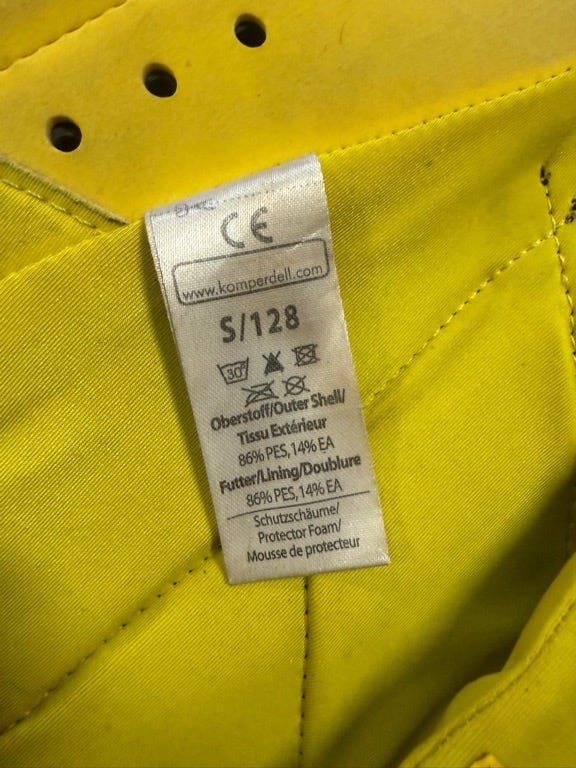 CE
www.komperdell.com
S/128
30°
Oberstoff/Outer Shell/
Tissu Extérieur
86% PES, 14% EA
Futter/Lining/Doublure
86% PES, 14% EA
Schutzschäume/
Protector Foam/
Mousse de protecteur